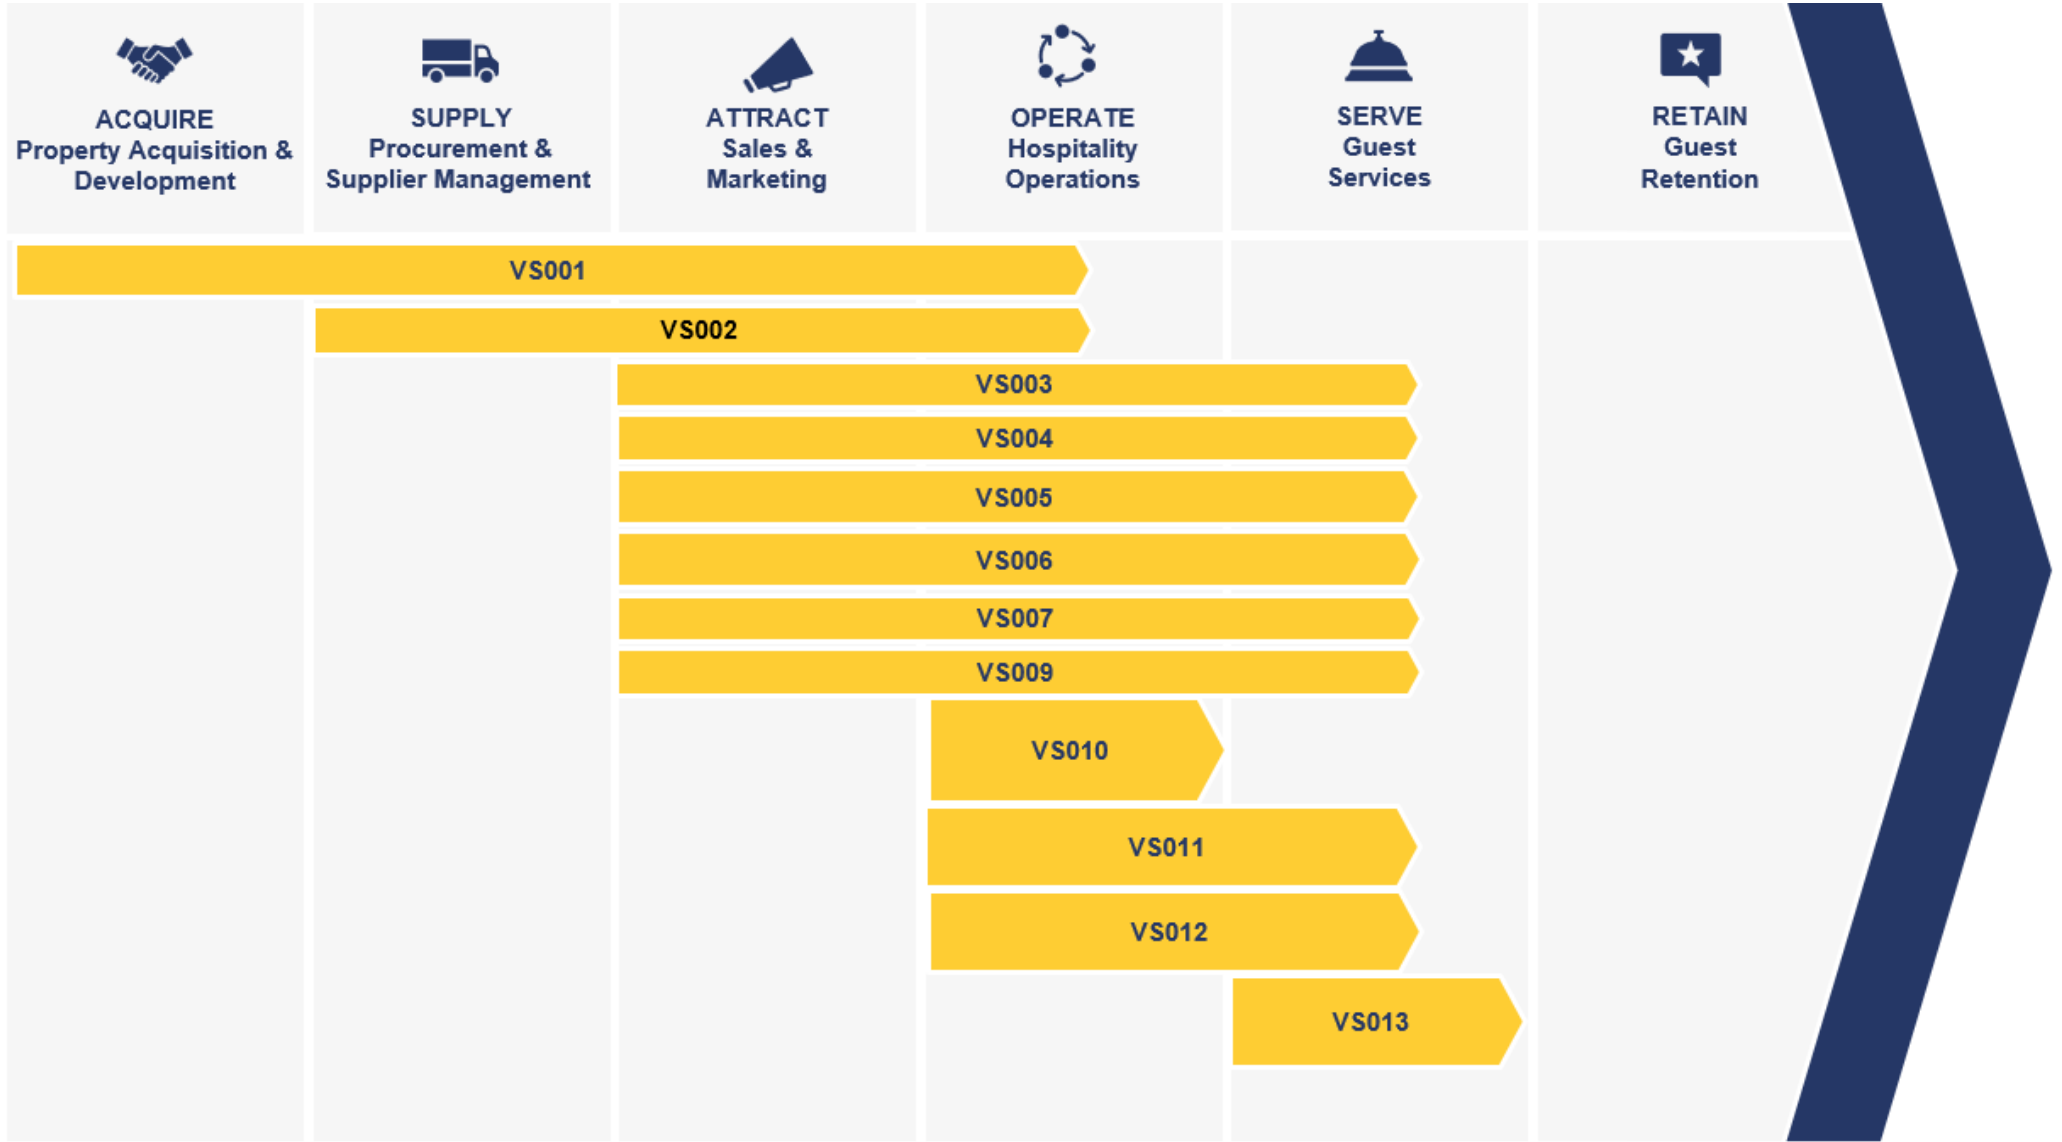 ACQUIRE
Property Acquisition &
Development
SUPPLY
Procurement &
Supplier Management
ATTRACT
Sales &
Marketing
OPERATE
Hospitality
Operations
SERVE
Guest
Services
RETAIN
Guest
Retention
VS001
VS002
VS003
VS004
VS005
VS006
VS007
VS009
VS010
VS011
VS012
VS013